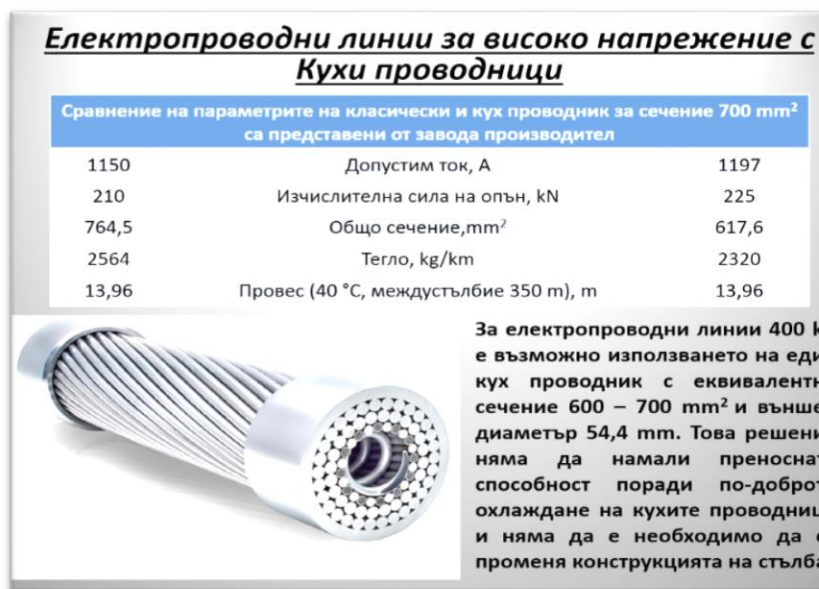 Електропроводни линии за високо напрежение с
Кухи проводници
Сравнение на параметрите на класически и кух проводник за сечение 700 mm²
са представени от завода производител
1150 Допустим ток, А 1197
210 Изчислителна сила на опън, kN 225
764,5 Общо сечение,mm² 617,6
2564 Тегло, kg/km 2320
13,96 Провес (40 °C, междустълбие 350 m), m 13,96
За електропроводни линии 400
е възможно използването на
кух проводник с
сечение 600 – 700 mm² и
диаметър 54,4 mm. Това
няма да намали
способност поради
охлаждане на кухите
и няма да е необходимо да
променя конструкцията на